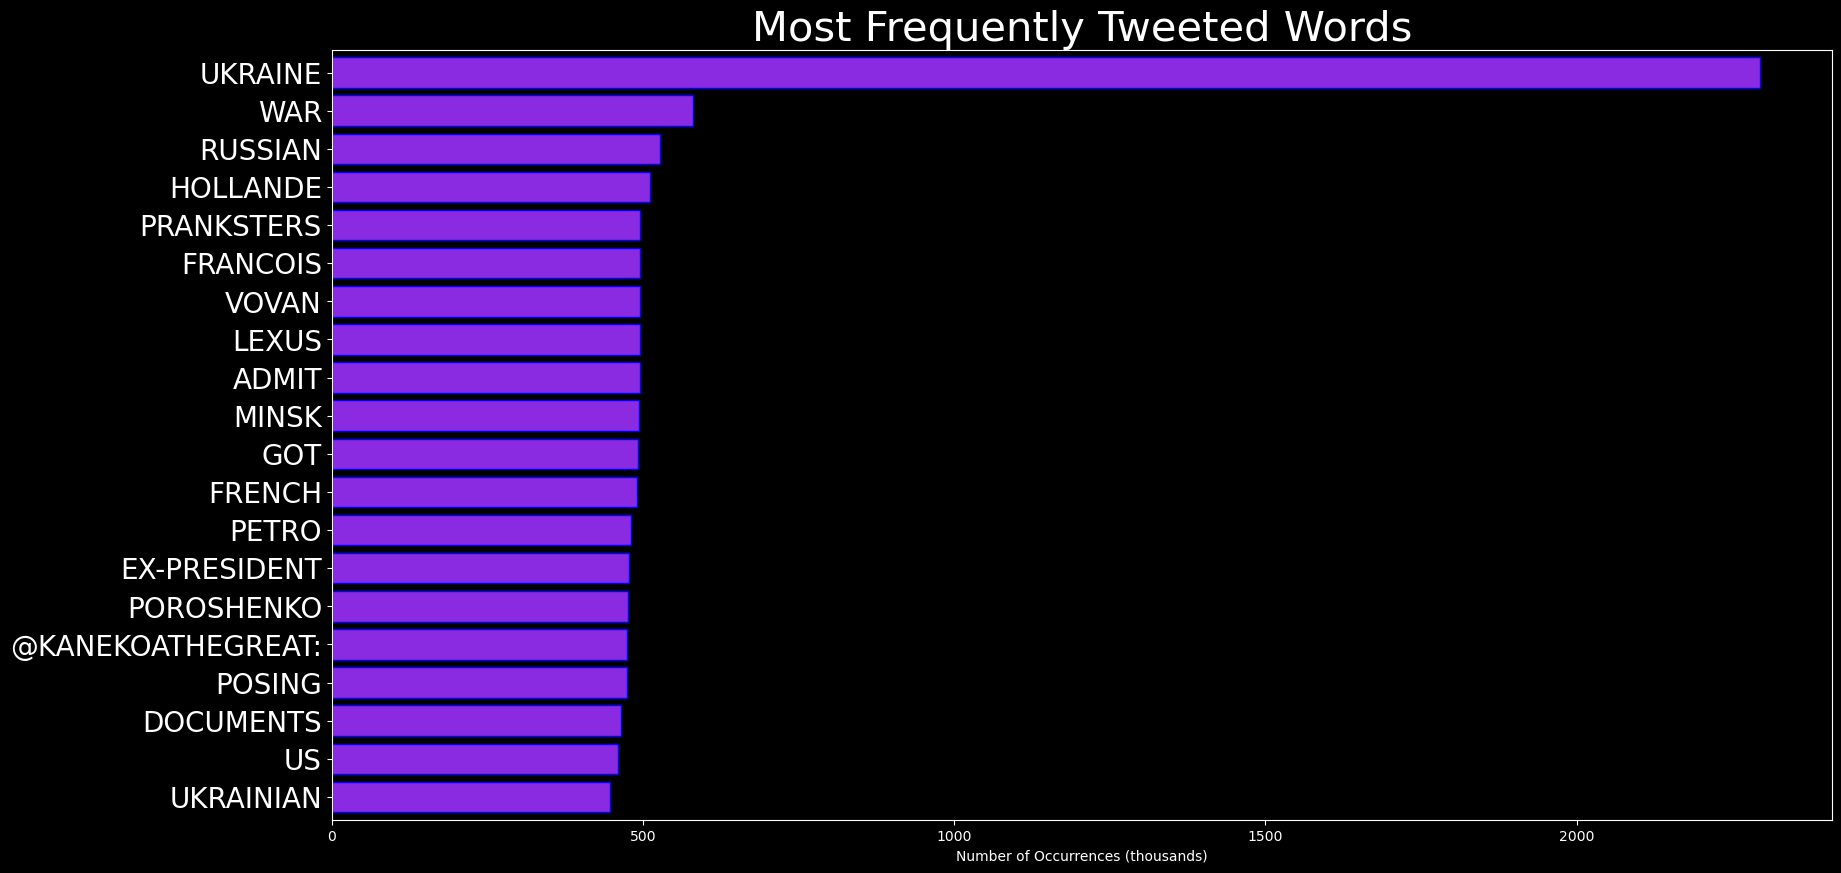 Most Frequently Tweeted Words
UKRAINE
WAR
RUSSIAN
HOLLANDE
PRANKSTERS
FRANCOIS
VOVAN
LEXUS
ADMIT
MINSK
GOT
FRENCH
PETRO
EX-PRESIDENT
POROSHENKO
@KANEKOATHEGREAT:
POSING
DOCUMENTS
US
UKRAINIAN
0 500 1000 1500 2000
Number of Occurrences (thousands)